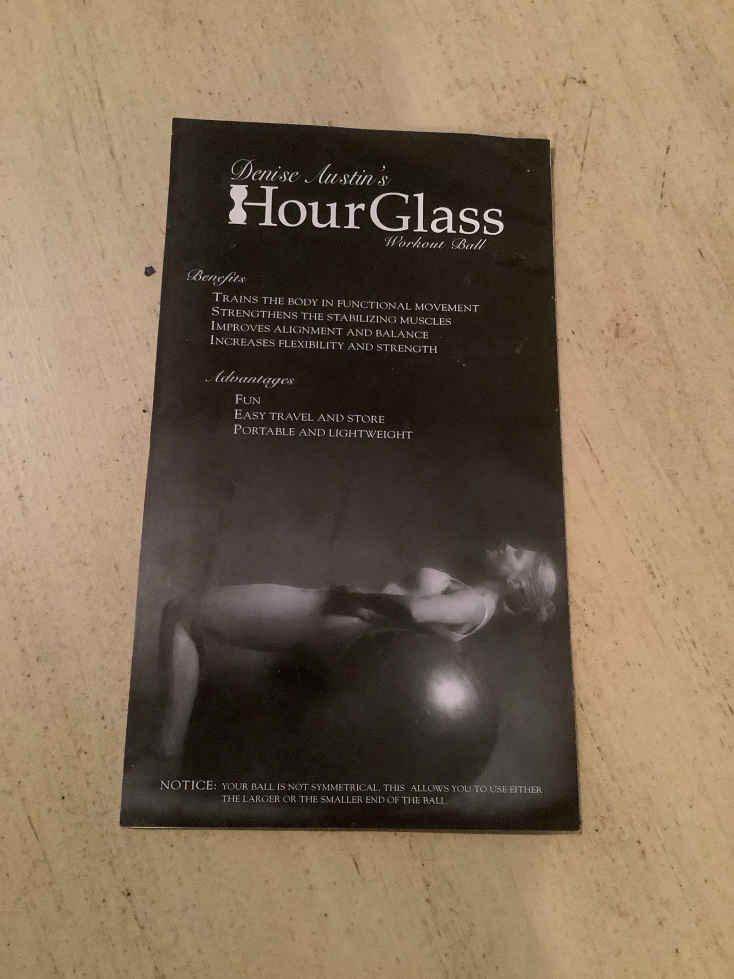 Denise Austin's
HourGlass
Workout Ball
Benefits
TRAINS THE BODY IN FUNCTIONAL MOVEMENT
STRENGTHENS THE STABILIZING MUSCLES
IMPROVES ALIGNMENT AND BALANCE
INCREASES FLEXIBILITY AND STRENGTH
Advantages
FUN
EASY TRAVEL AND STORE
PORTABLE AND LIGHTWEIGHT
NOTICE: YOUR BALL IS NOT SYMMETRICAL, THIS ALLOWS YOU TO USE EITHER
THE LARGER OR THE SMALLER END OF THE BALL